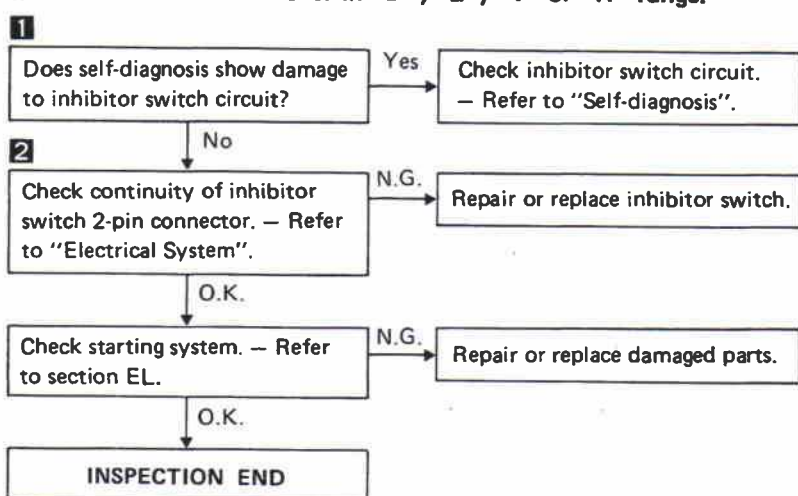 range.
1
Does self-diagnosis show damage
to inhibitor switch circuit?
Yes
Check inhibitor switch circuit.
— Refer to "Self-diagnosis".
No
2
Check continuity of inhibitor
switch 2-pin connector. — Refer
to "Electrical System".
N.G.
Repair or replace inhibitor switch.
O.K.
Check starting system. — Refer
to section EL.
N.G.
Repair or replace damaged parts.
O.K.
INSPECTION END